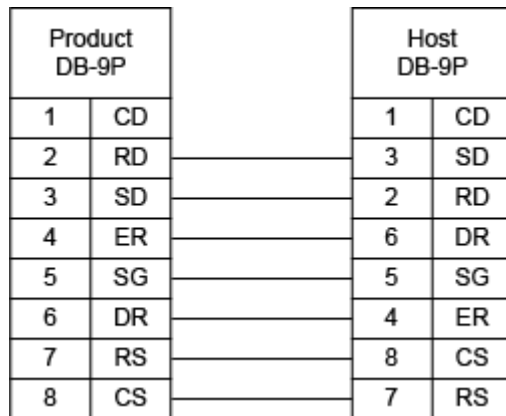 Product
DB-9P
Host
DB-9P
1 CD 1 CD
2 RD 3 SD
3 SD 2 RD
4 ER 6 DR
5 SG 5 SG
6 DR 4 ER
7 RS 8 CS
8 CS 7 RS